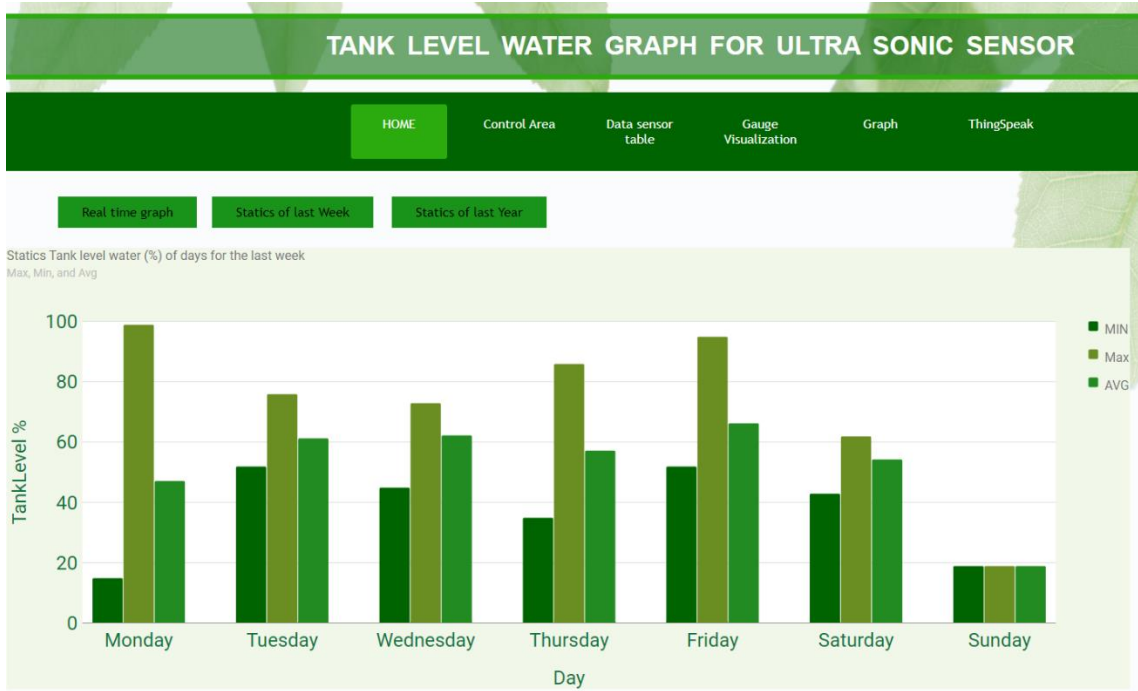 TANK LEVEL WATER GRAPH FOR ULTRA SONIC SENSOR
HOME
Control Area
Data sensor
table
Gauge
Visualization
Graph
ThingSpeak
Real time graph
Statics of last Week
Statics of last Year
Statics Tank level water (%) of days for the last week
Max, Min, and Avg
100
80
60
40
20
0
TankLevel %
MIN
Max
AVG
Monday
Tuesday
Wednesday
Thursday
Friday
Saturday
Sunday
Day